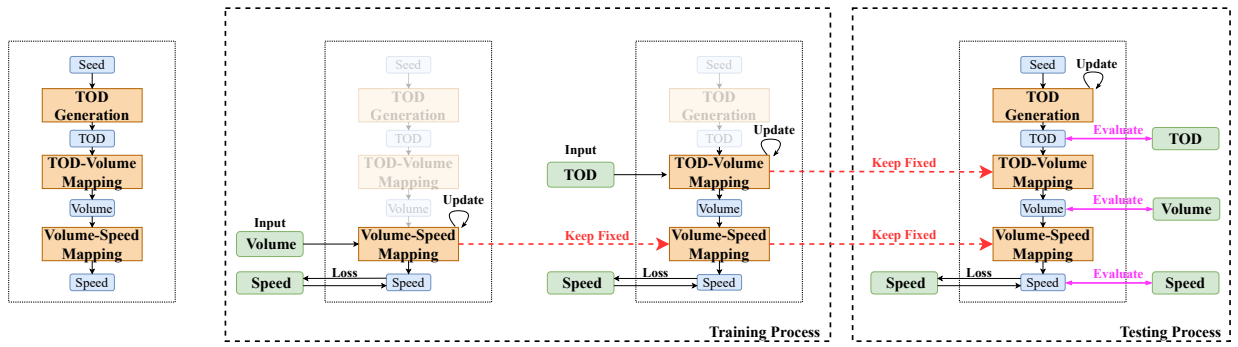 Seed
TOD
Generation
TOD
TOD-Volume
Mapping
Volume
Volume-Speed
Mapping
Speed
Seed
TOD
Generation
TOD
TOD-Volume
Mapping
Volume
Update
Input
Volume
Volume-Speed
Mapping
Speed
Loss
Speed
Keep Fixed
Seed
TOD
Generation
TOD
Update
Input
TOD
TOD-Volume
Mapping
Volume
Volume-Speed
Mapping
Speed
Loss
Speed
Training Process
Keep Fixed
Keep Fixed
Seed
Update
TOD
Generation
TOD
Evaluate
TOD
TOD-Volume
Mapping
Volume
Evaluate
Volume
Volume-Speed
Mapping
Speed
Loss
Speed
Evaluate
Speed
Testing Process